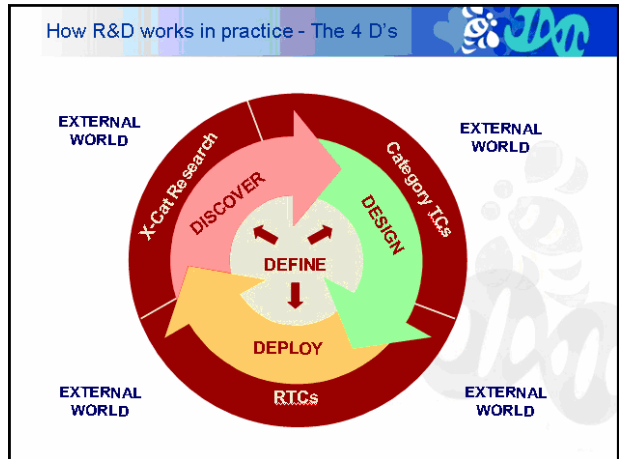 How R&D works in practice - The 4 D's
EXTERNAL
WORLD
EXTERNAL
WORLD
X-Cat Research
Category TCs
DISCOVER
DESIGN
DEFINE
DEPLOY
RTCs
EXTERNAL
WORLD
EXTERNAL
WORLD